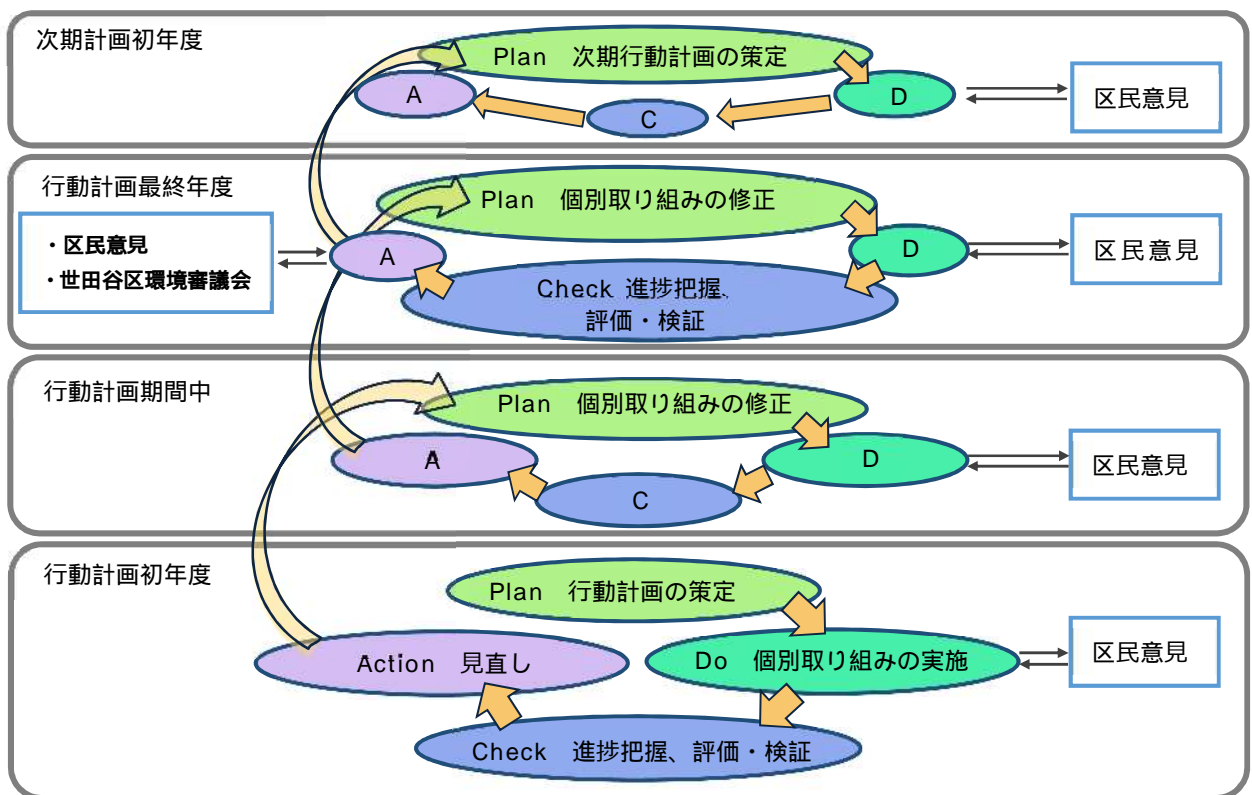 次期計画初年度
Plan 次期行動計画の策定
A
C
D
区民意見
行動計画最終年度
・区民意見
・世田谷区環境審議会
Plan 個別取り組みの修正
A
D
Check 進捗把握、
評価・検証
区民意見
行動計画期間中
Plan 個別取り組みの修正
A
D
C
区民意見
行動計画初年度
Plan 行動計画の策定
Action 見直し
Do 個別取り組みの実施
Check 進捗把握、評価・検証
区民意見